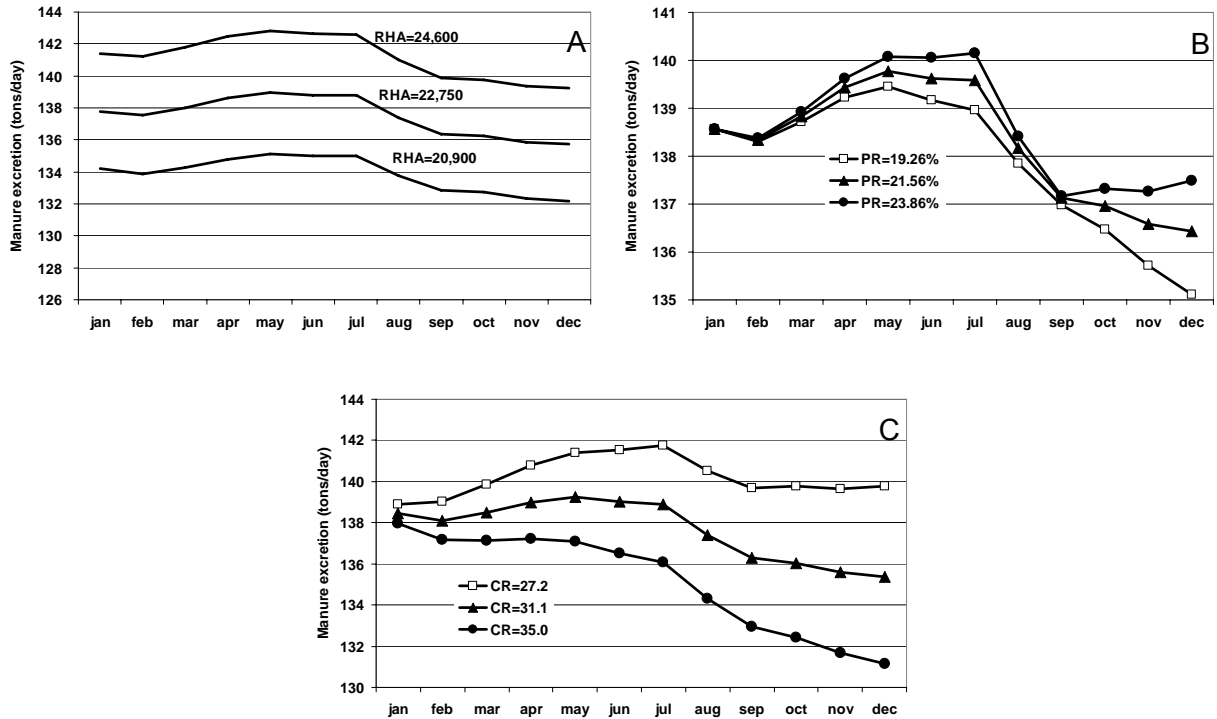 A
Manure excretion (tons/day)
144
142
140
138
136
134
132
130
128
126
RHA=24,600
RHA=22,750
RHA=20,900
jan feb mar apr may jun jul aug sep oct nov dec
B
Manure excretion (tons/day)
141
140
139
138
137
136
135
PR=19.26%
PR=21.56%
PR=23.86%
jan feb mar apr may jun jul aug sep oct nov dec
C
Manure excretion (tons/day)
144
142
140
138
136
134
132
130
CR=27.2
CR=31.1
CR=35.0
jan feb mar apr may jun jul aug sep oct nov dec